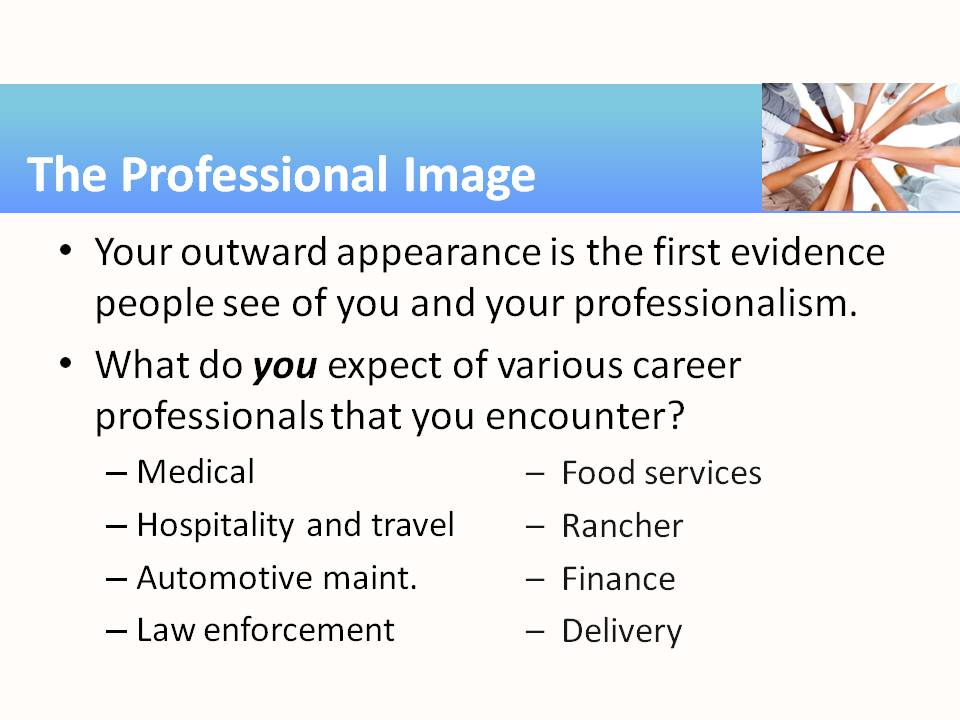 The Professional Image
• Your outward appearance is the first evidence
people see of you and your professionalism.
• What do you expect of various career
professionals that you encounter?
– Medical
– Hospitality and travel
– Automotive maint.
– Law enforcement
– Food services
– Rancher
– Finance
– Delivery